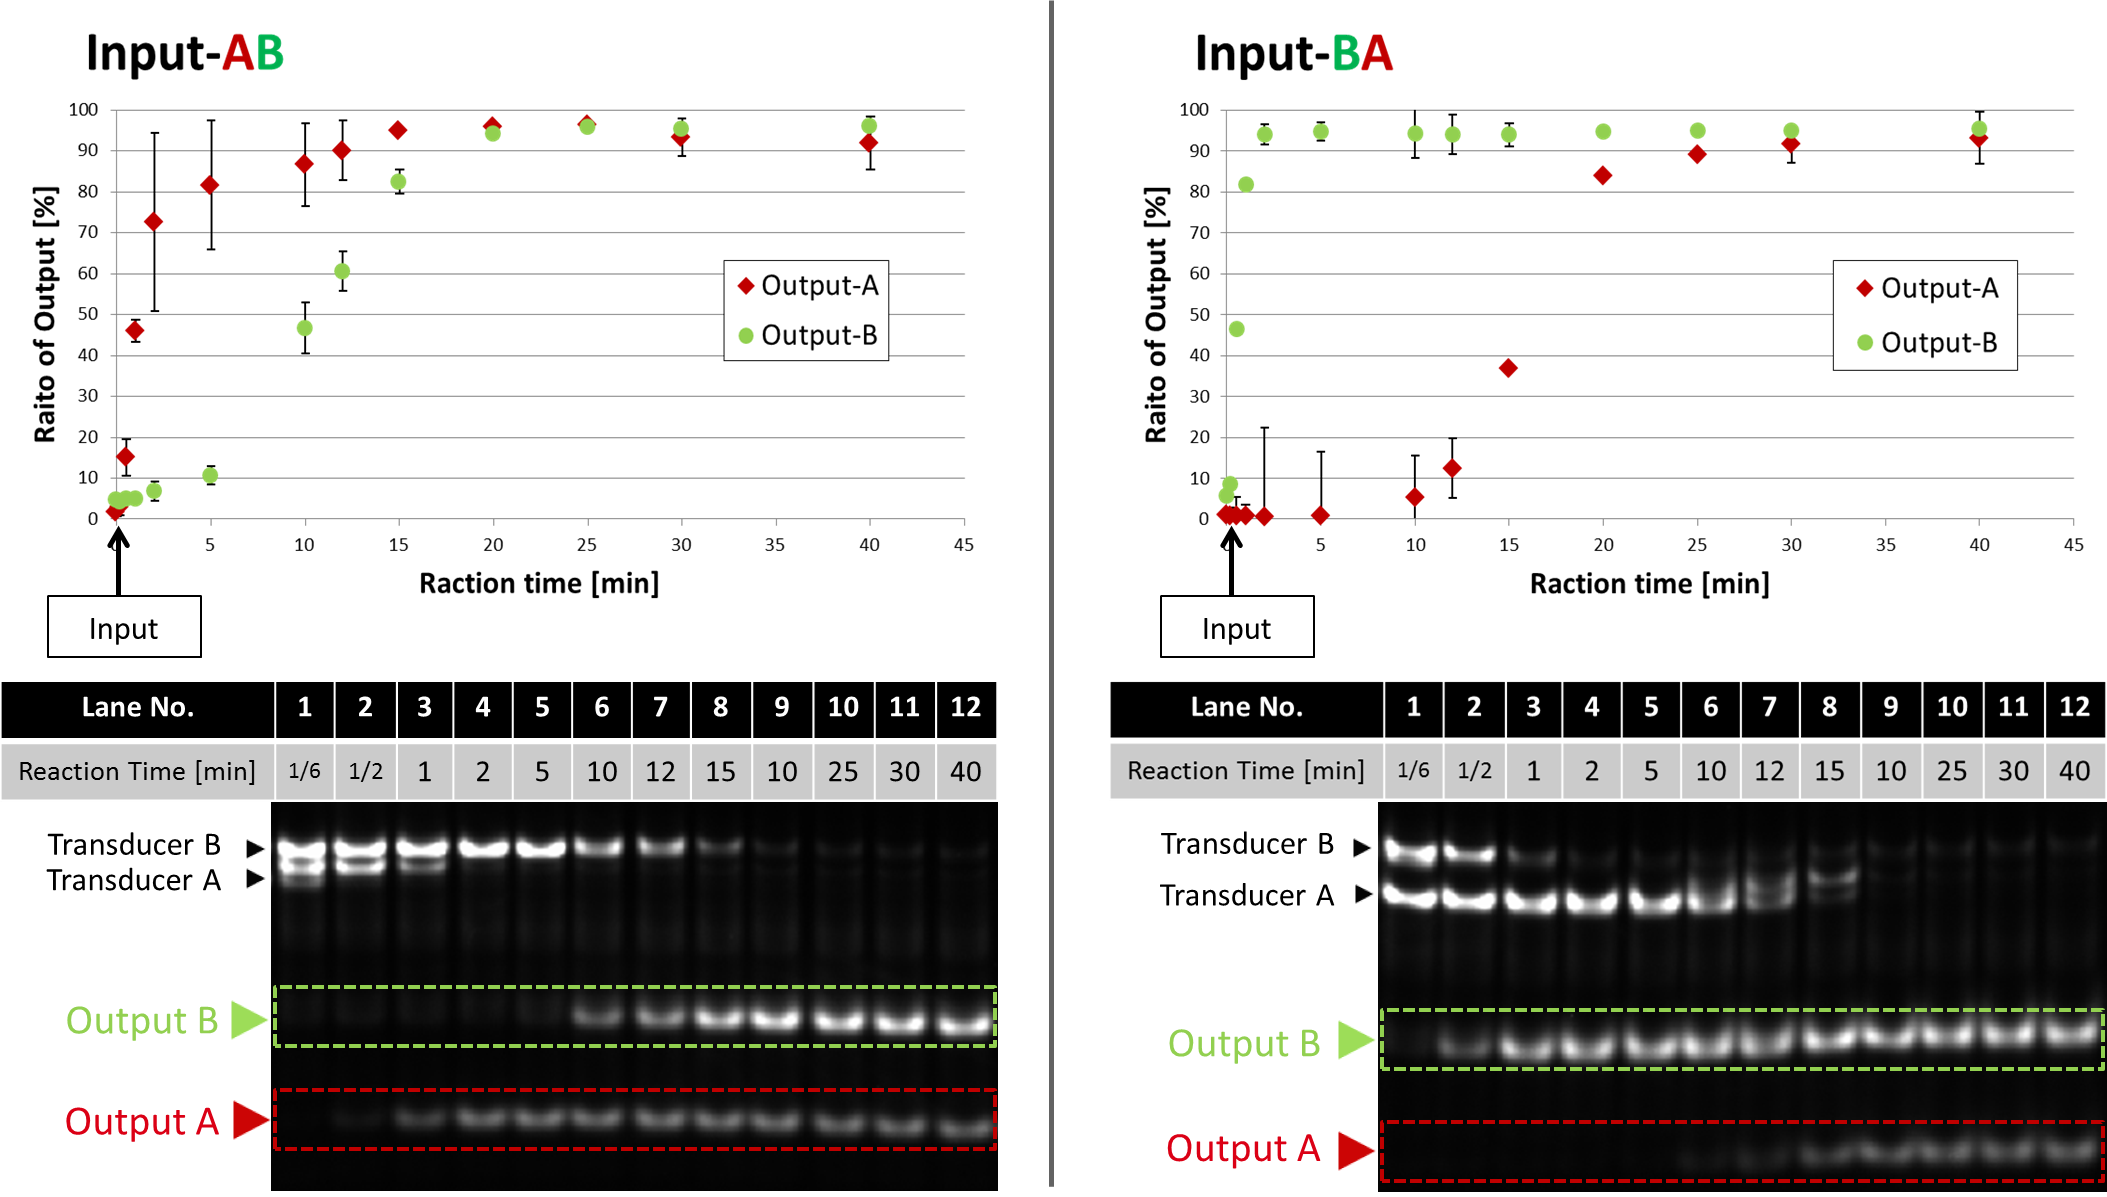 Input-AB
100
90
80
70
60
50
40
30
20
10
0
Raito of Output [%]
5 10 15 20 25 30 35 40 45
Raction time [min]
Output-A
Output-B
Input
Lane No. 1 2 3 4 5 6 7 8 9 10 11 12
Reaction Time [min] 1/6 1/2 1 2 5 10 12 15 10 25 30 40
Transducer B
Transducer A
Output B
Output A
Input-BA
100
90
80
70
60
50
40
30
20
10
0
Raito of Output [%]
5 10 15 20 25 30 35 40 45
Raction time [min]
Output-A
Output-B
Input
Lane No. 1 2 3 4 5 6 7 8 9 10 11 12
Reaction Time [min] 1/6 1/2 1 2 5 10 12 15 10 25 30 40
Transducer B
Transducer A
Output B
Output A